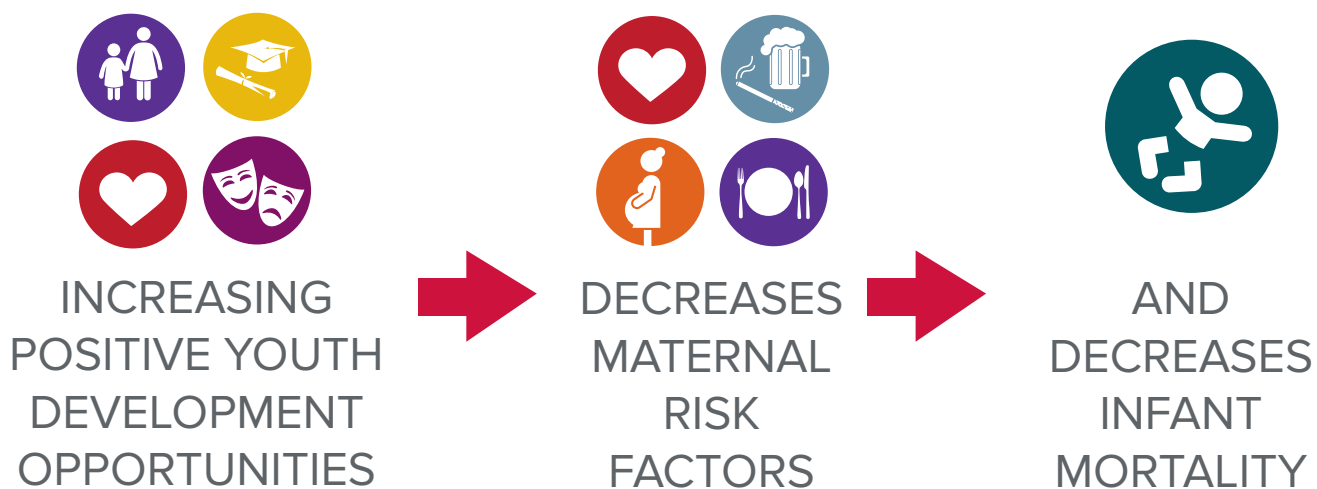 INCREASING
POSITIVE YOUTH
DEVELOPMENT
OPPORTUNITIES
DECREASES
MATERNAL
RISK
FACTORS
AND
DECREASES
INFANT
MORTALITY